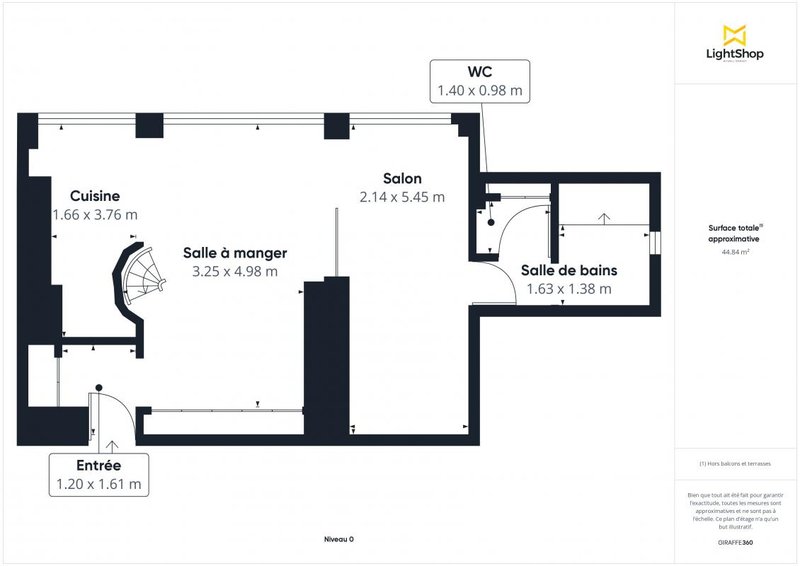 LightShop
WC
1.40 x 0.98 m
Cuisine
1.66 x 3.76 m
Salon
2.14 x 5.45 m
Salle à manger
3.25 x 4.98 m
Salle de bains
1.63 x 1.38 m
Entrée
1.20 x 1.61 m
Niveau 0
Surface totale⁽¹⁾
approximative
44.84 m²
(1) Hors balcons et terrasses
Bien que tout ait été fait pour garantir
l'exactitude, toutes les mesures sont
approximatives et ne sont pas à
l'échelle. Ce plan d'étage n'a qu'un
but illustratif.
GIRAFFE360